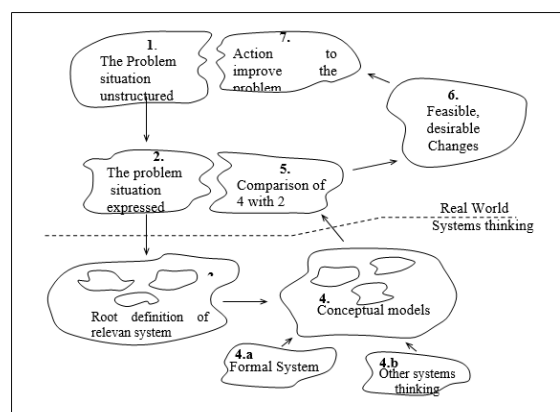 1.
The Problem
situation
unstructured
7.
Action to
improve the
problem
6.
Feasible,
desirable
Changes
2.
The problem
situation
expressed
5.
Comparison of
4 with 2
Real World
Systems thinking
Root definition of
relevan system
4.
Conceptual models
4.a
Formal System
4.b
Other systems
thinking